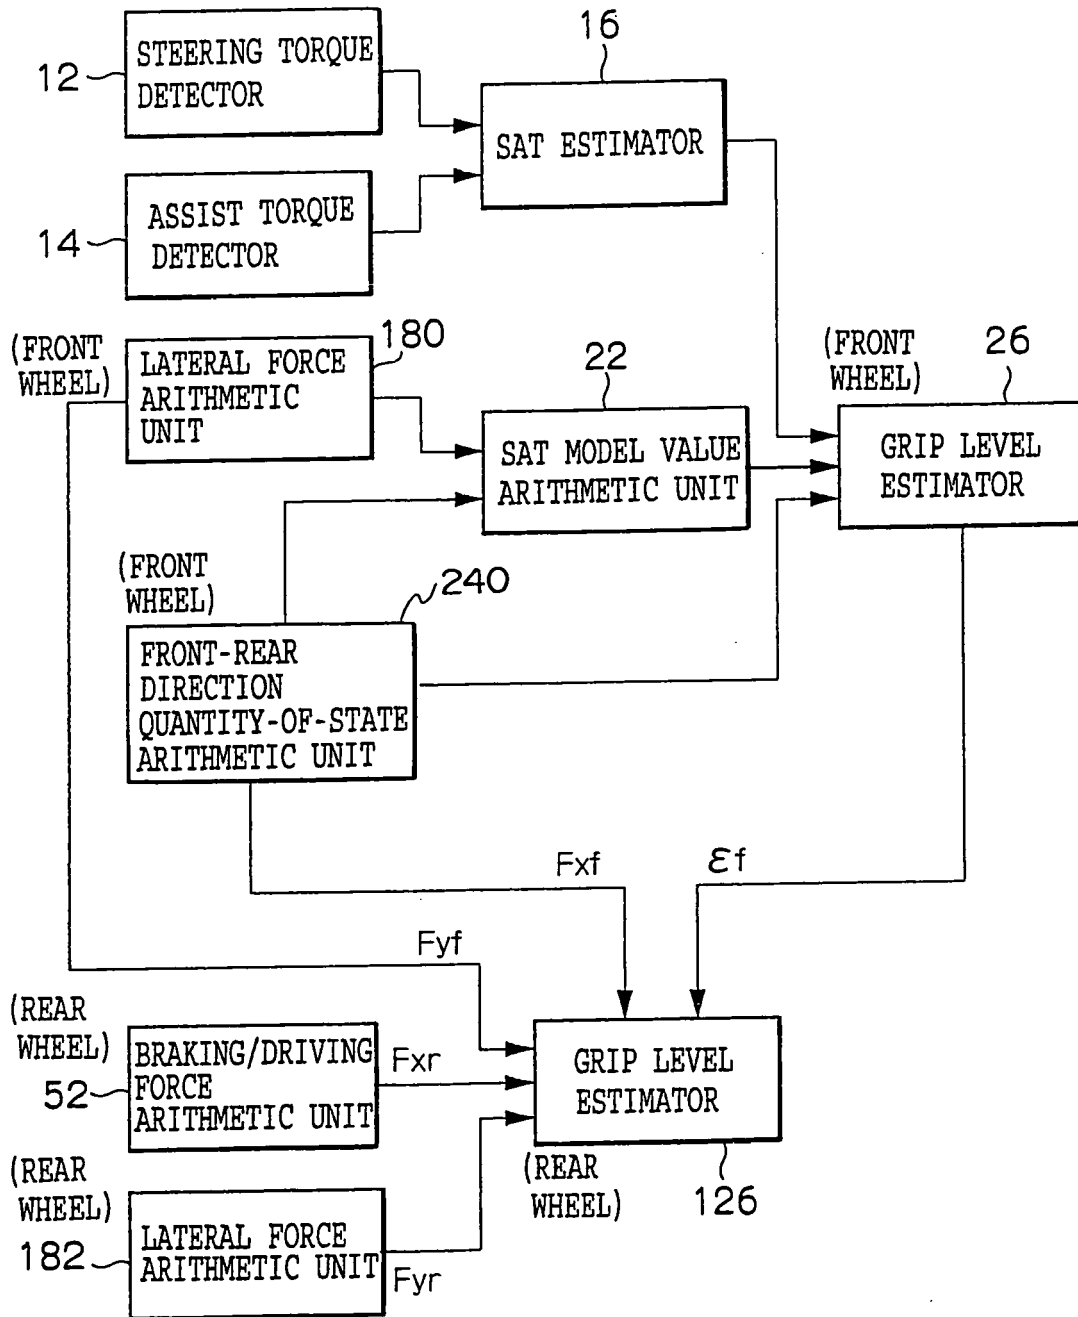 12
STEERING TORQUE
DETECTOR
16
SAT ESTIMATOR
14
ASSIST TORQUE
DETECTOR
(FRONT
WHEEL)
180
LATERAL FORCE
ARITHMETIC
UNIT
22
SAT MODEL VALUE
ARITHMETIC UNIT
(FRONT
WHEEL)
26
GRIP LEVEL
ESTIMATOR
(FRONT
WHEEL)
240
FRONT-REAR
DIRECTION
QUANTITY-OF-STATE
ARITHMETIC UNIT
Fxf
εf
Fyf
(REAR
WHEEL)
52
BRAKING/DRIVING
FORCE
ARITHMETIC UNIT
Fxr
GRIP LEVEL
ESTIMATOR
(REAR
WHEEL)
126
(REAR
WHEEL)
182
LATERAL FORCE
ARITHMETIC UNIT
Fyr